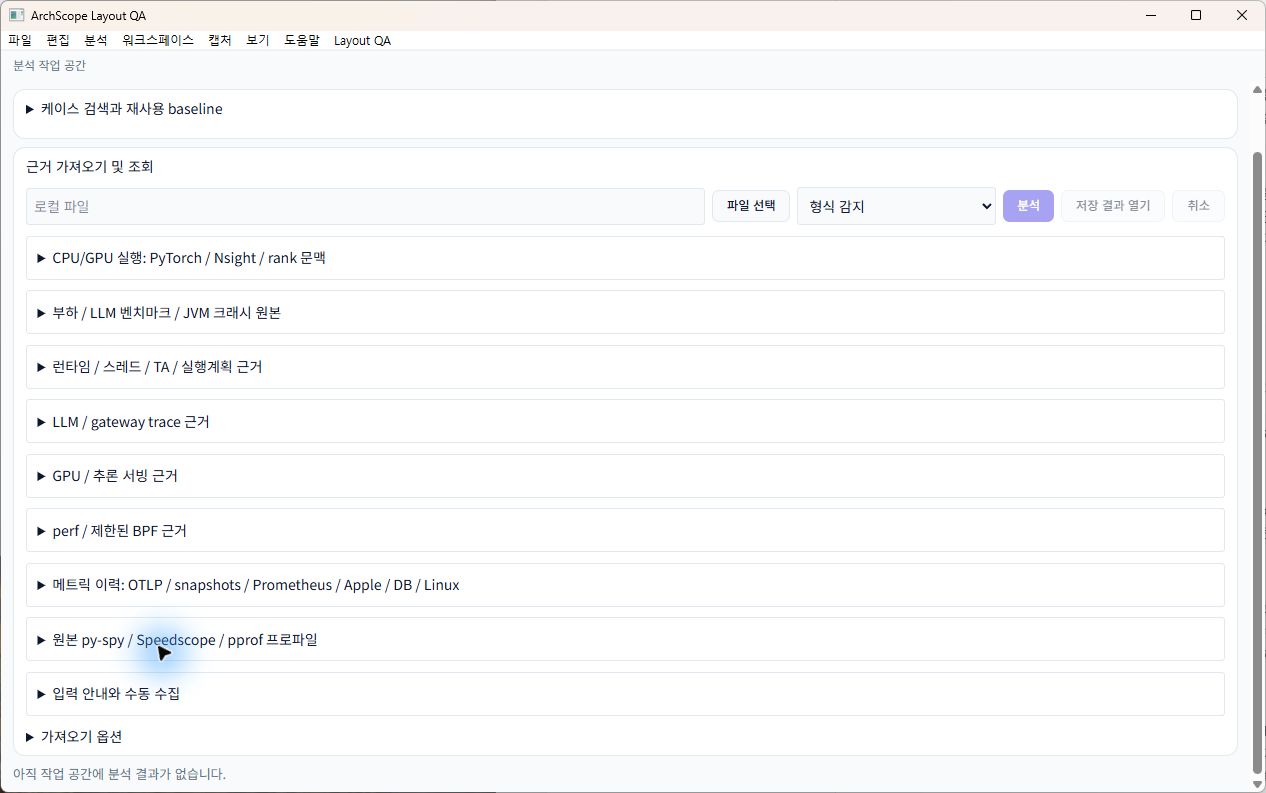 ArchScope Layout QA
파일 편집 분석 워크스페이스 캡처 보기 도움말 Layout QA
분석 작업 공간
▶ 케이스 검색과 재사용 baseline
근거 가져오기 및 조회
로컬 파일 파일 선택 형식 감지 분석 저장 결과 열기 취소
▶ CPU/GPU 실행: PyTorch / Nsight / rank 문맥
▶ 부하 / LLM 벤치마크 / JVM 크래시 원본
▶ 런타임 / 스레드 / TA / 실행계획 근거
▶ LLM / gateway trace 근거
▶ GPU / 추론 서빙 근거
▶ perf / 제한된 BPF 근거
▶ 메트릭 이력: OTLP / snapshots / Prometheus / Apple / DB / Linux
▶ 원본 py-spy / Speedscope / pprof 프로파일
▶ 입력 안내와 수동 수집
▶ 가져오기 옵션
아직 작업 공간에 분석 결과가 없습니다.